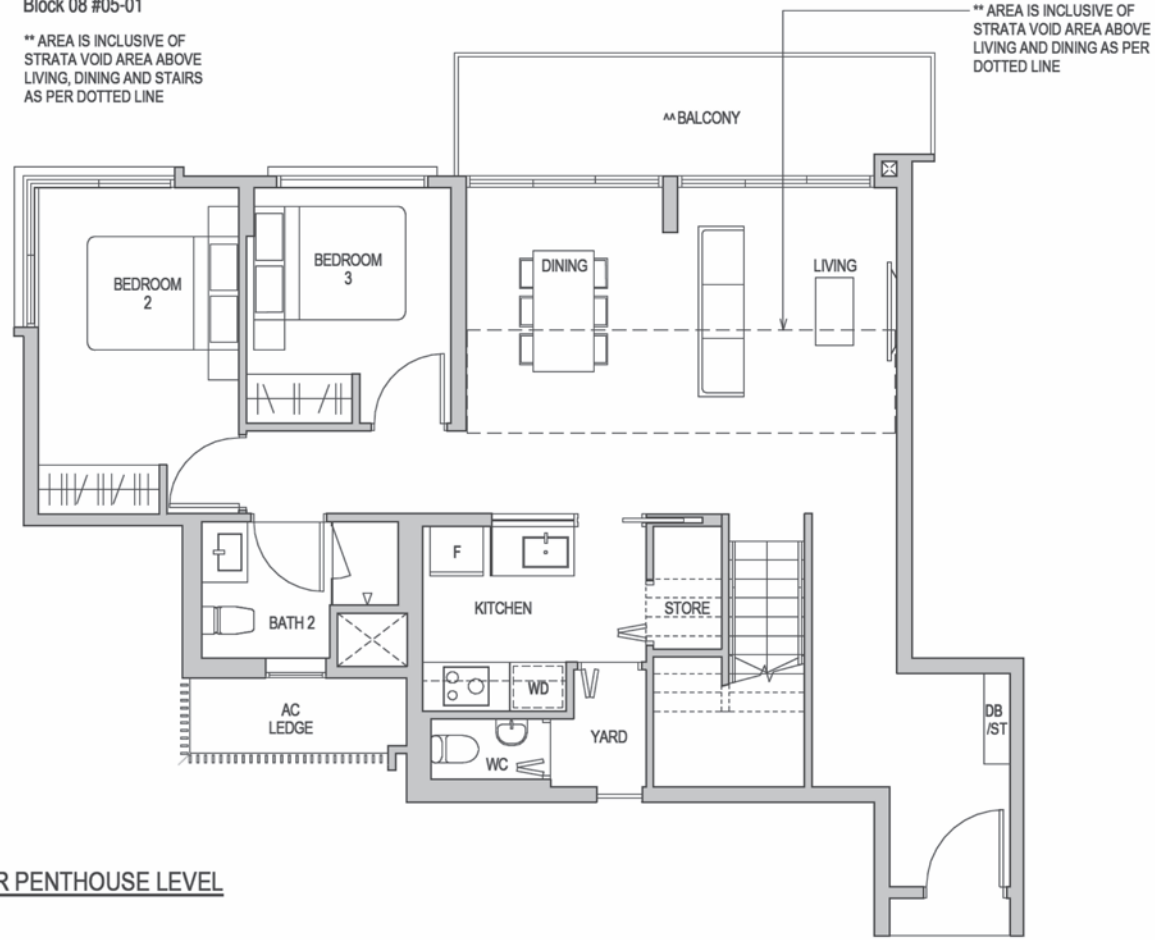 Block 08 #05-01
** AREA IS INCLUSIVE OF
STRATA VOID AREA ABOVE
LIVING, DINING AND STAIRS
AS PER DOTTED LINE
** AREA IS INCLUSIVE OF
STRATA VOID AREA ABOVE
LIVING AND DINING AS PER
DOTTED LINE
^^ BALCONY
BEDROOM
2
BEDROOM
3
DINING
LIVING
F
KITCHEN
STORE
BATH 2
WD
AC
LEDGE
YARD
WC
DB
/ST
R PENTHOUSE LEVEL